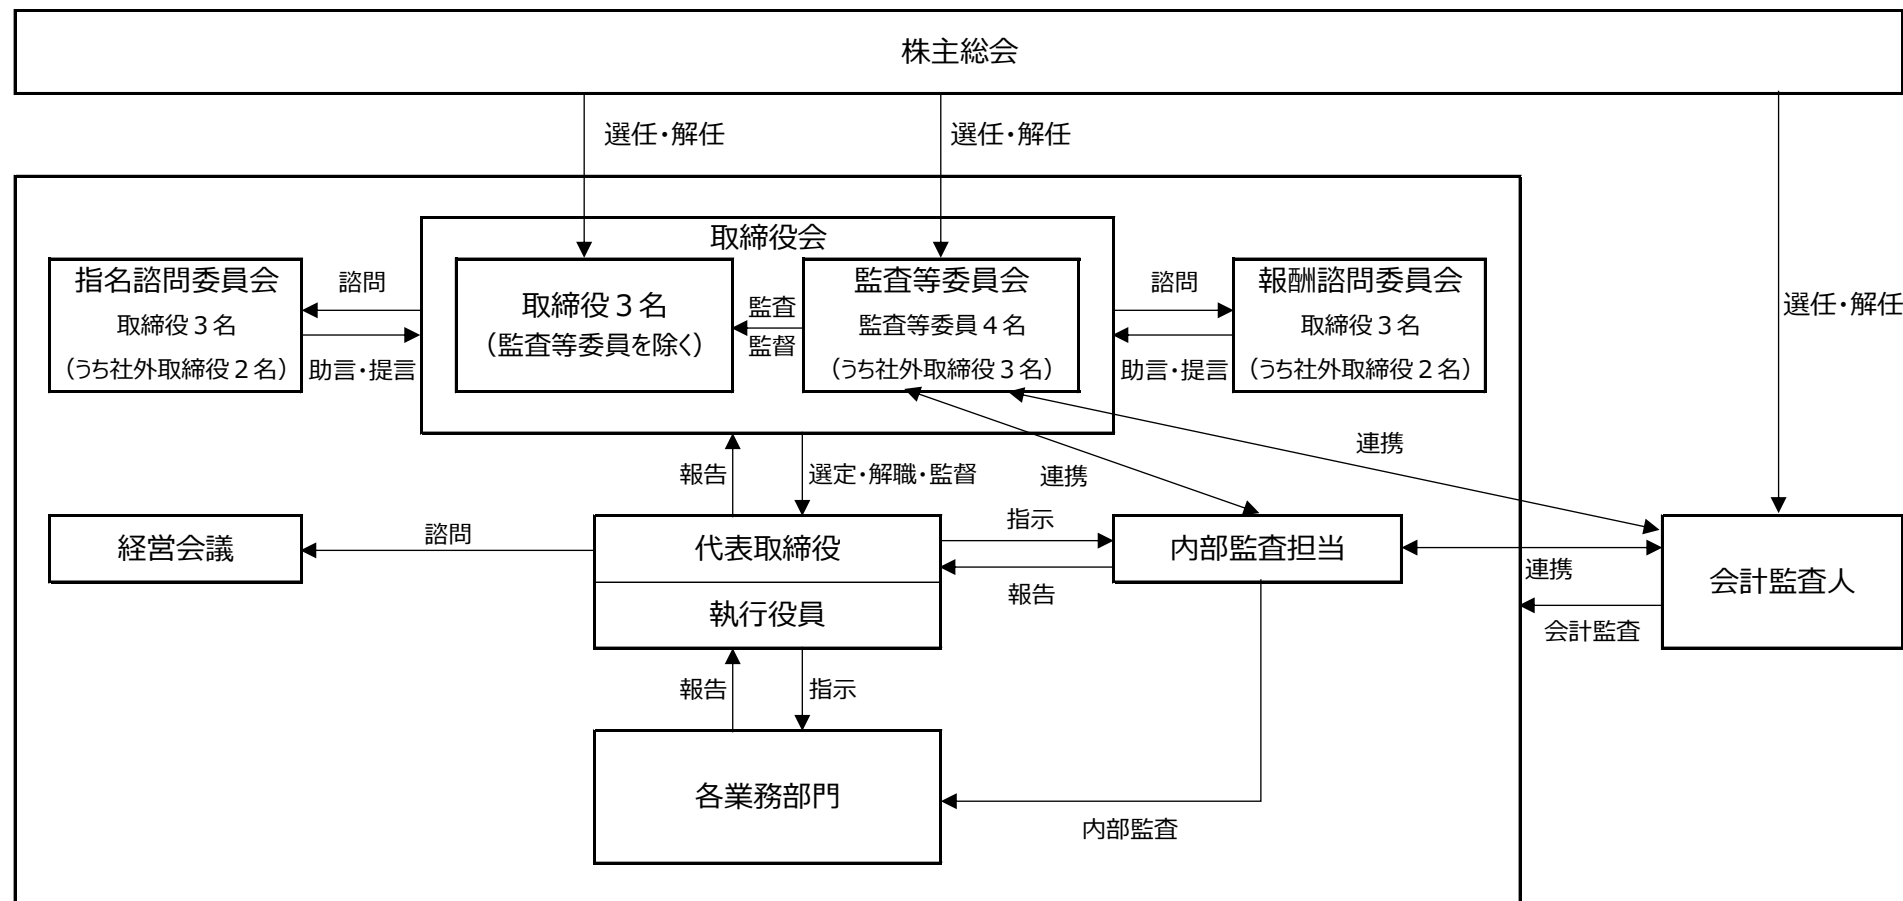 株主総会
選任・解任
選任・解任
選任・解任
取締役会
指名諮問委員会
取締役３名
（うち社外取締役２名）
諮問
助言・提言
取締役３名
（監査等委員を除く）
監査
監督
監査等委員会
監査等委員４名
（うち社外取締役３名）
諮問
助言・提言
報酬諮問委員会
取締役３名
（うち社外取締役２名）
報告
選定・解職・監督
連携
連携
経営会議
諮問
代表取締役
執行役員
指示
報告
内部監査担当
連携
会計監査
会計監査人
報告
指示
各業務部門
内部監査